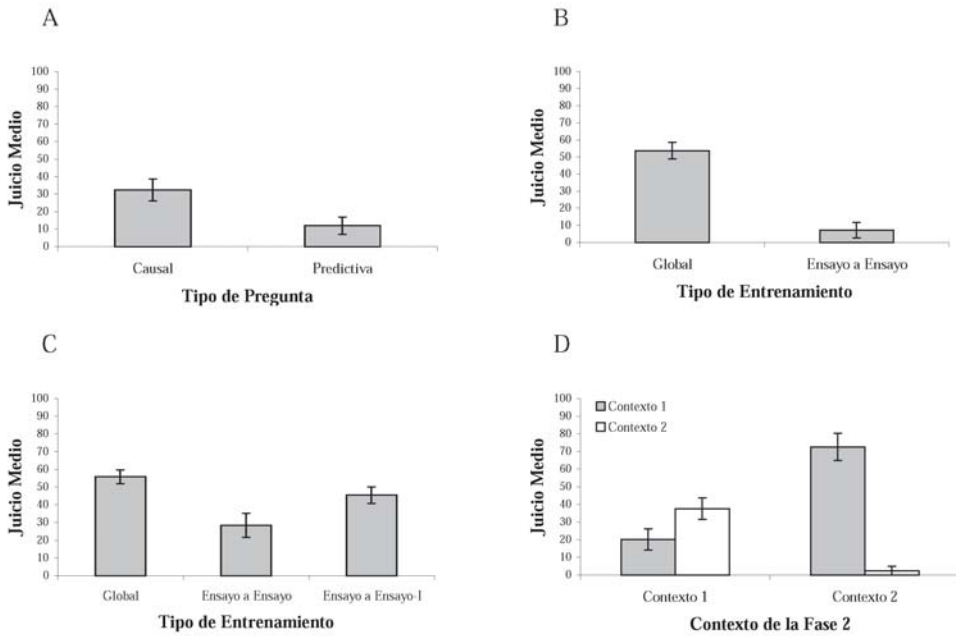 A
Juicio Medio
100
90
80
70
60
50
40
30
20
10
0
Causal Predictiva
Tipo de Pregunta
B
Juicio Medio
100
90
80
70
60
50
40
30
20
10
0
Global Ensayo a Ensayo
Tipo de Entrenamiento
C
Juicio Medio
100
90
80
70
60
50
40
30
20
10
0
Global Ensayo a Ensayo Ensayo a Ensayo-I
Tipo de Entrenamiento
D
Juicio Medio
100
90
80
70
60
50
40
30
20
10
0
Contexto 1
Contexto 2
Contexto 1 Contexto 2
Contexto de la Fase 2